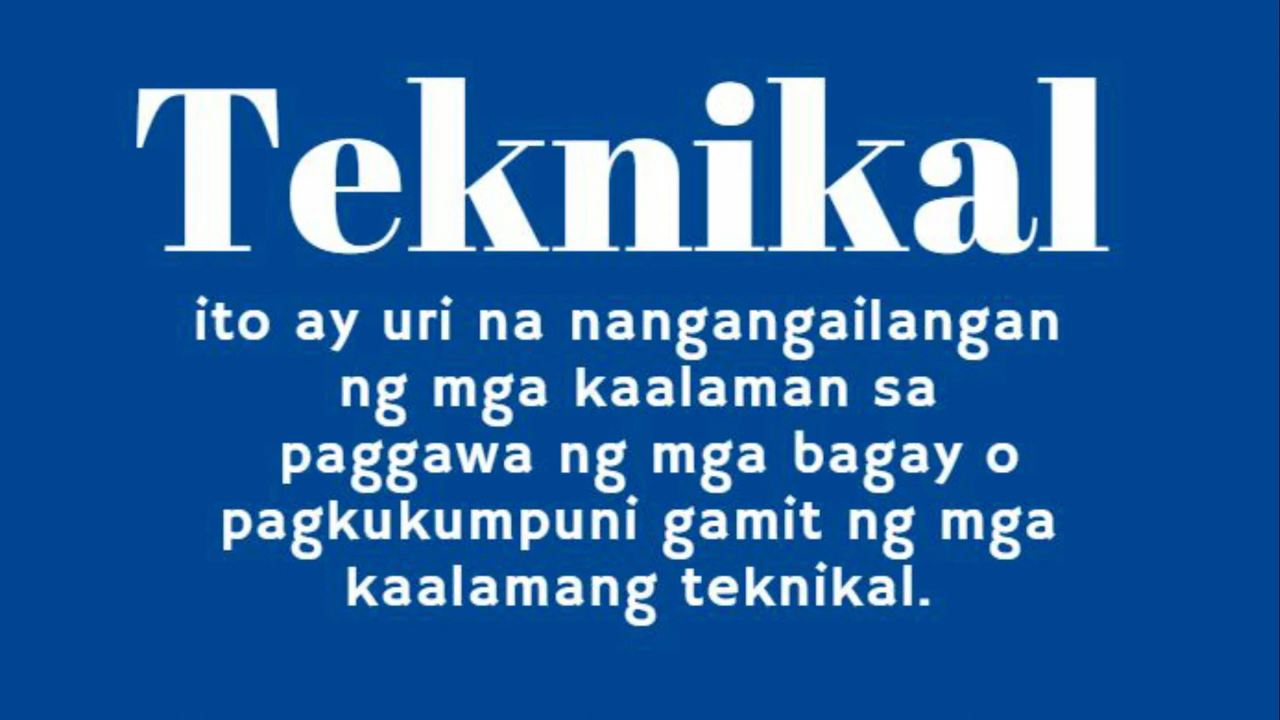 Teknikal
ito ay uri na nangangailangan
ng mga kaalaman sa
paggawa ng mga bagay o
pagkukumpuni gamit ng mga
kaalamang teknikal.